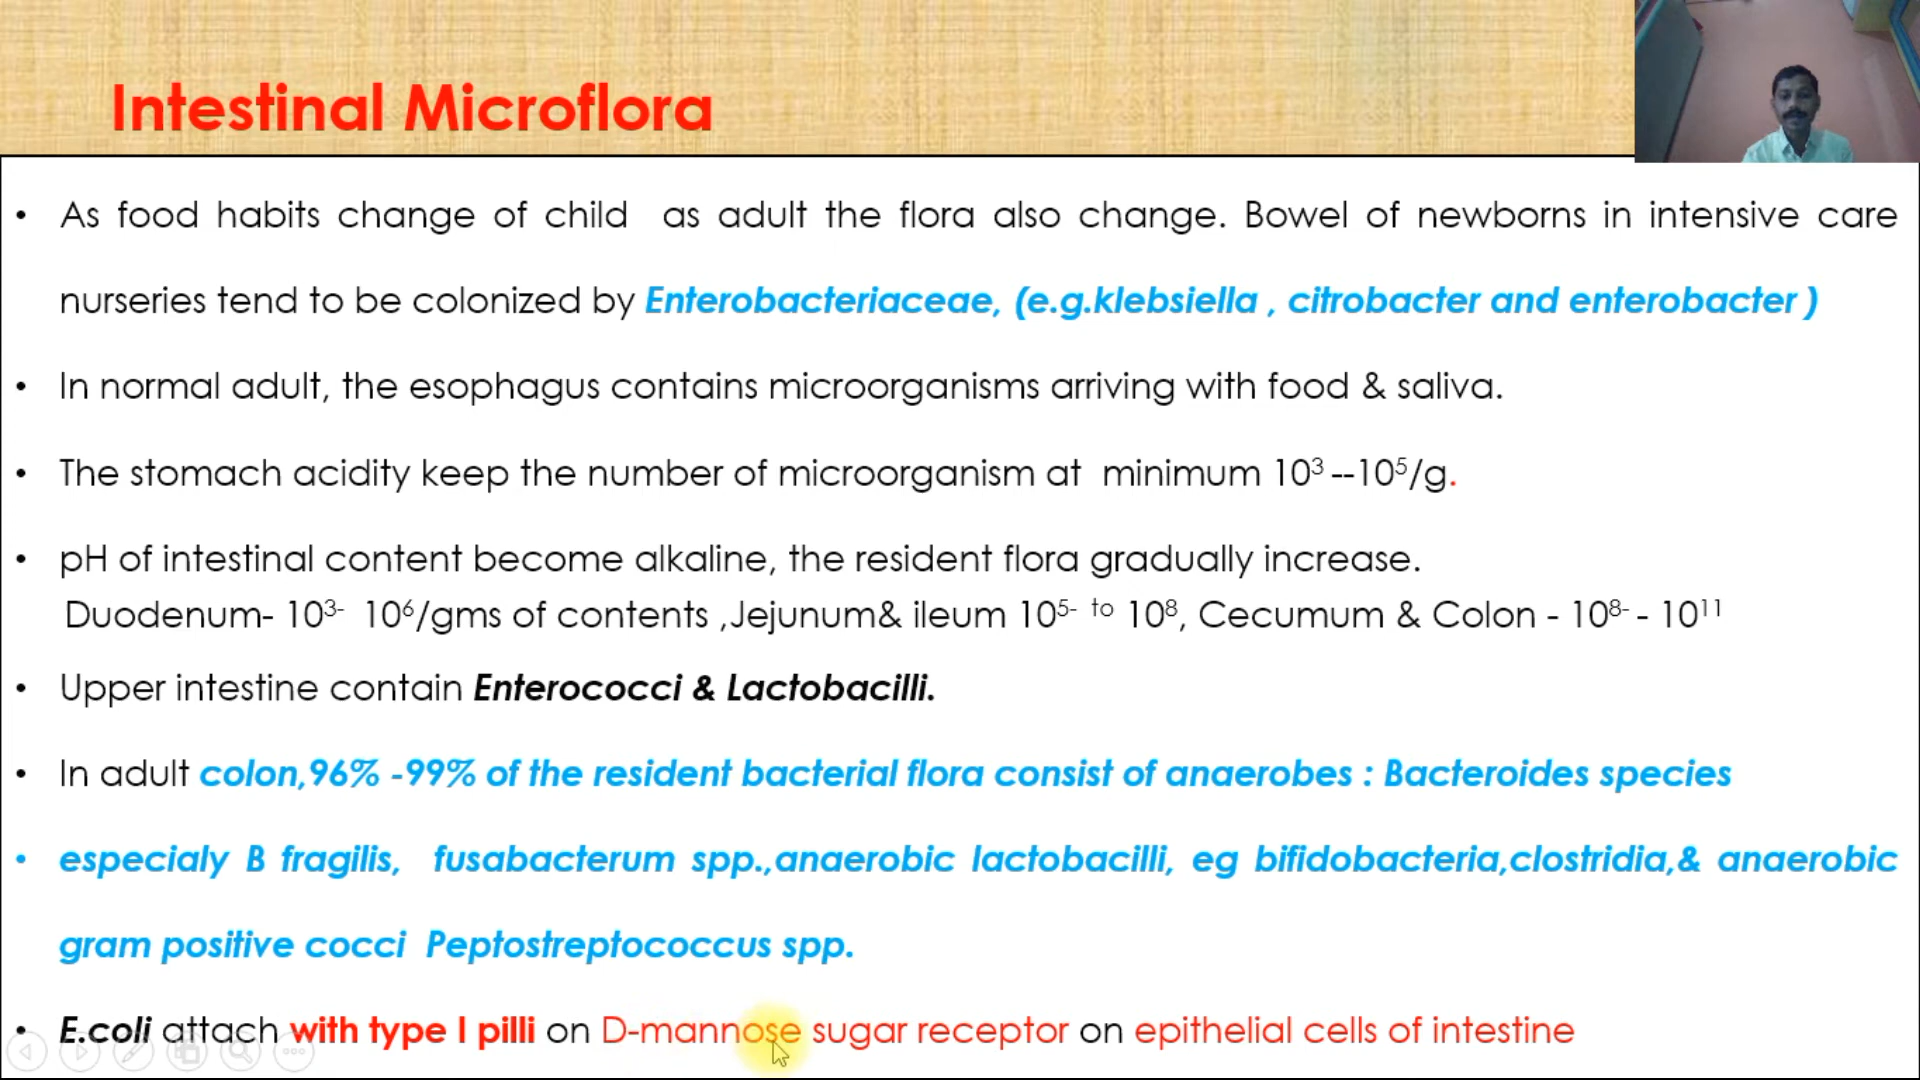 Intestinal Microflora
• As food habits change of child as adult the flora also change. Bowel of newborns in intensive care
nurseries tend to be colonized by Enterobacteriaceae, (e.g.klebsiella , citrobacter and enterobacter )
• In normal adult, the esophagus contains microorganisms arriving with food & saliva.
• The stomach acidity keep the number of microorganism at minimum 10³ --10⁵/g.
• pH of intestinal content become alkaline, the resident flora gradually increase.
Duodenum- 10³⁻ 10⁶/gms of contents ,Jejunum& ileum 10⁵⁻ ᵗᵒ 10⁸, Cecumum & Colon - 10⁸⁻ - 10¹¹
• Upper intestine contain Enterococci & Lactobacilli.
• In adult colon,96% -99% of the resident bacterial flora consist of anaerobes : Bacteroides species
• especialy B fragilis, fusabacterum spp.,anaerobic lactobacilli, eg bifidobacteria,clostridia,& anaerobic
gram positive cocci Peptostreptococcus spp.
• E.coli attach with type I pilli on D-mannose sugar receptor on epithelial cells of intestine